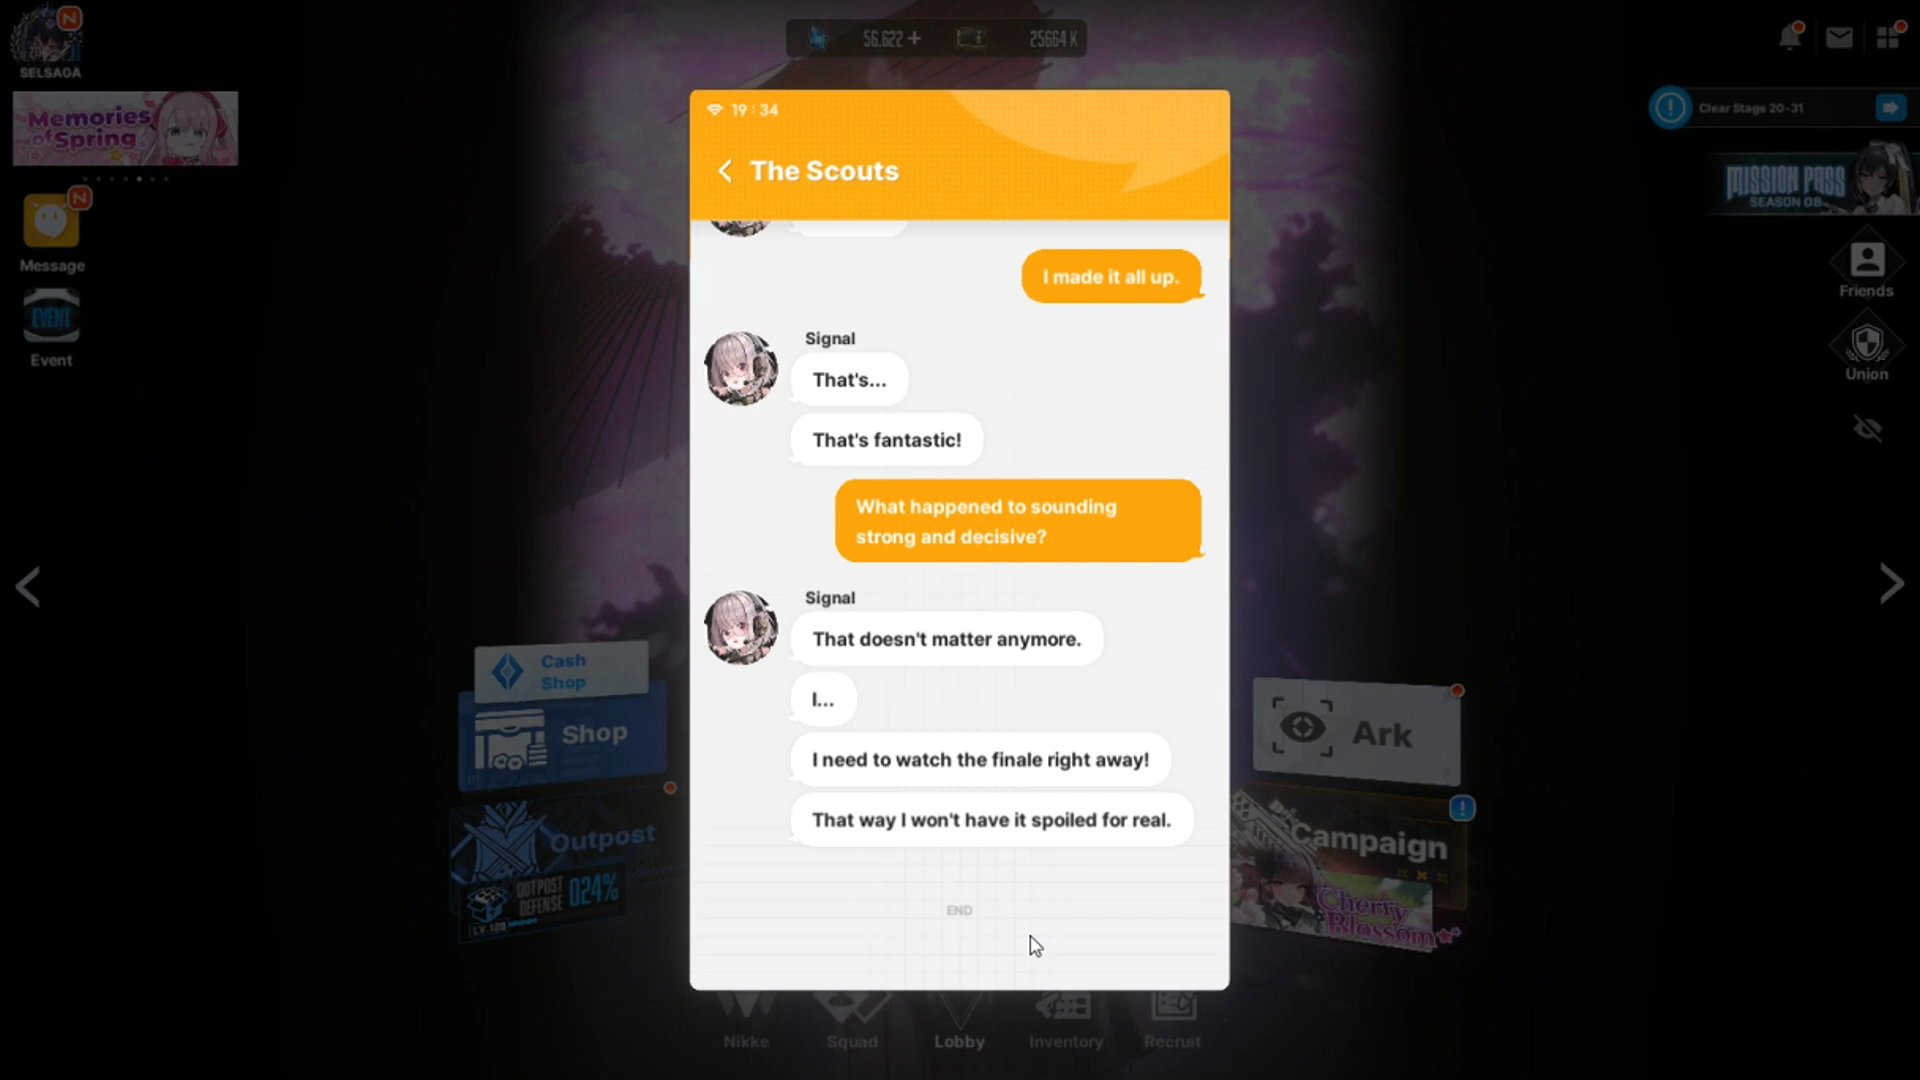 N
SELSAGA
56,622 +
25664 K
Memories
of Spring
N
Message
EVENT
Event
19 : 34
The Scouts
I made it all up.
Signal
That's...
That's fantastic!
What happened to sounding
strong and decisive?
Signal
That doesn't matter anymore.
I...
I need to watch the finale right away!
That way I won't have it spoiled for real.
END
Clear Stage 20-31
MISSION PASS
SEASON 08
Friends
Union
Cash
Shop
Shop
Outpost
OUTPOST
DEFENSE 024%
LV.128
Ark
Campaign
Cherry
Blossom
Nikke
Squad
Lobby
Inventory
Recruit